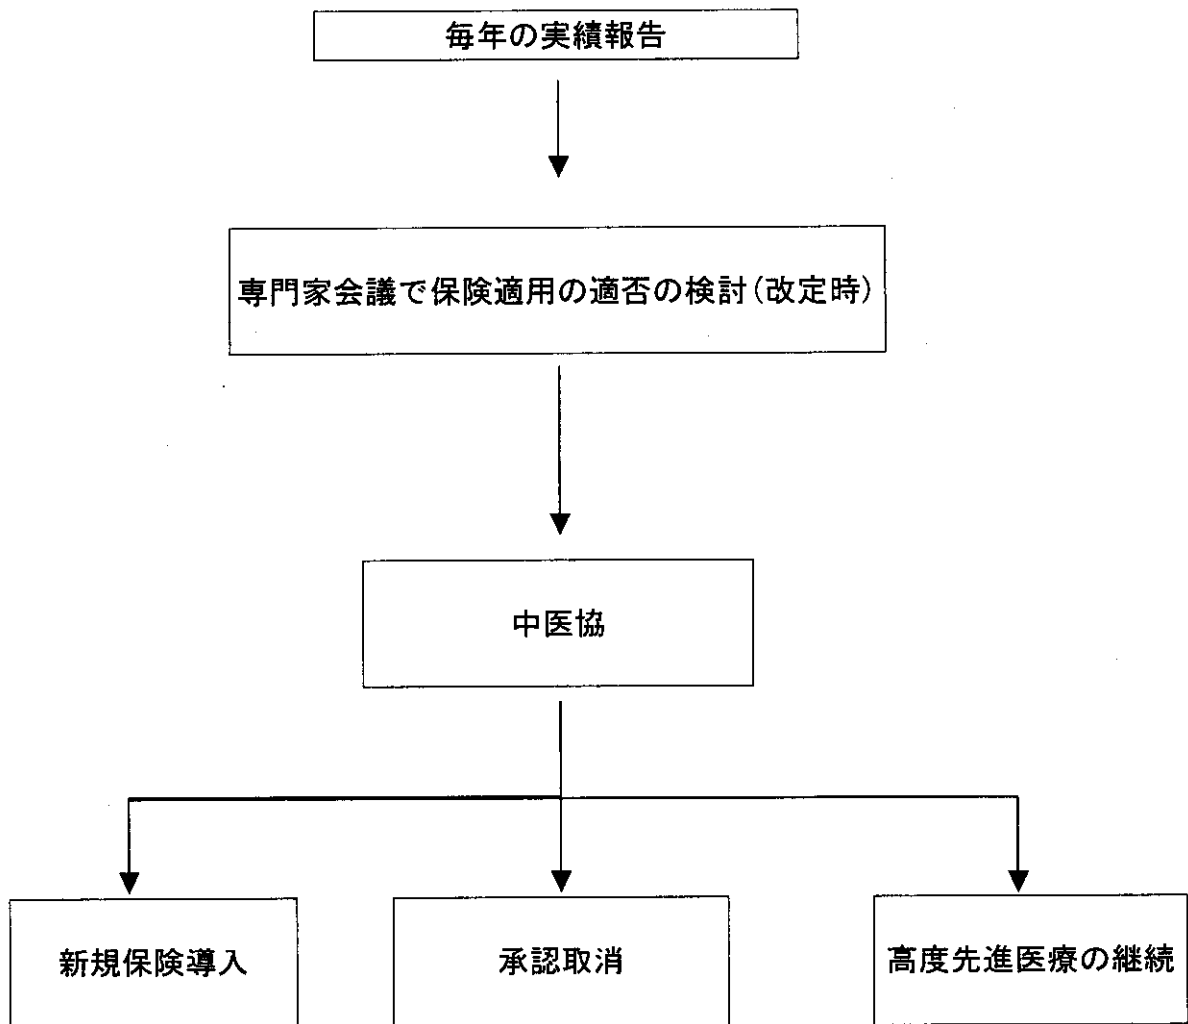 毎年の実績報告
専門家会議で保険適用の適否の検討(改定時)
中医協
新規保険導入
承認取消
高度先進医療の継続